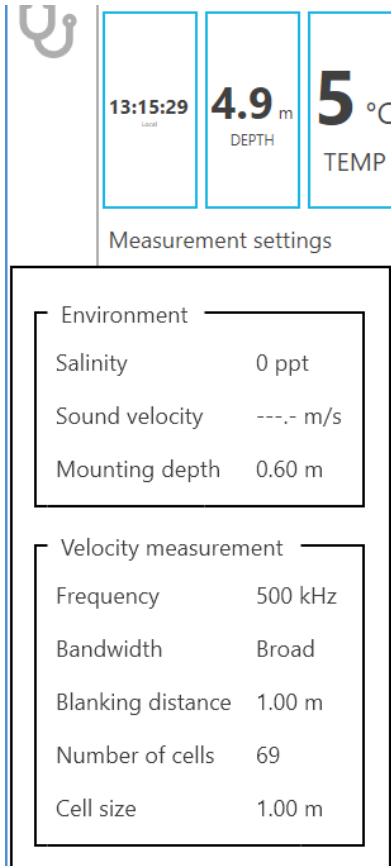 13:15:29
Local
4.9 m
DEPTH
5 °C
TEMP
Measurement settings
Environment
Salinity 0 ppt
Sound velocity ---.- m/s
Mounting depth 0.60 m
Velocity measurement
Frequency 500 kHz
Bandwidth Broad
Blanking distance 1.00 m
Number of cells 69
Cell size 1.00 m